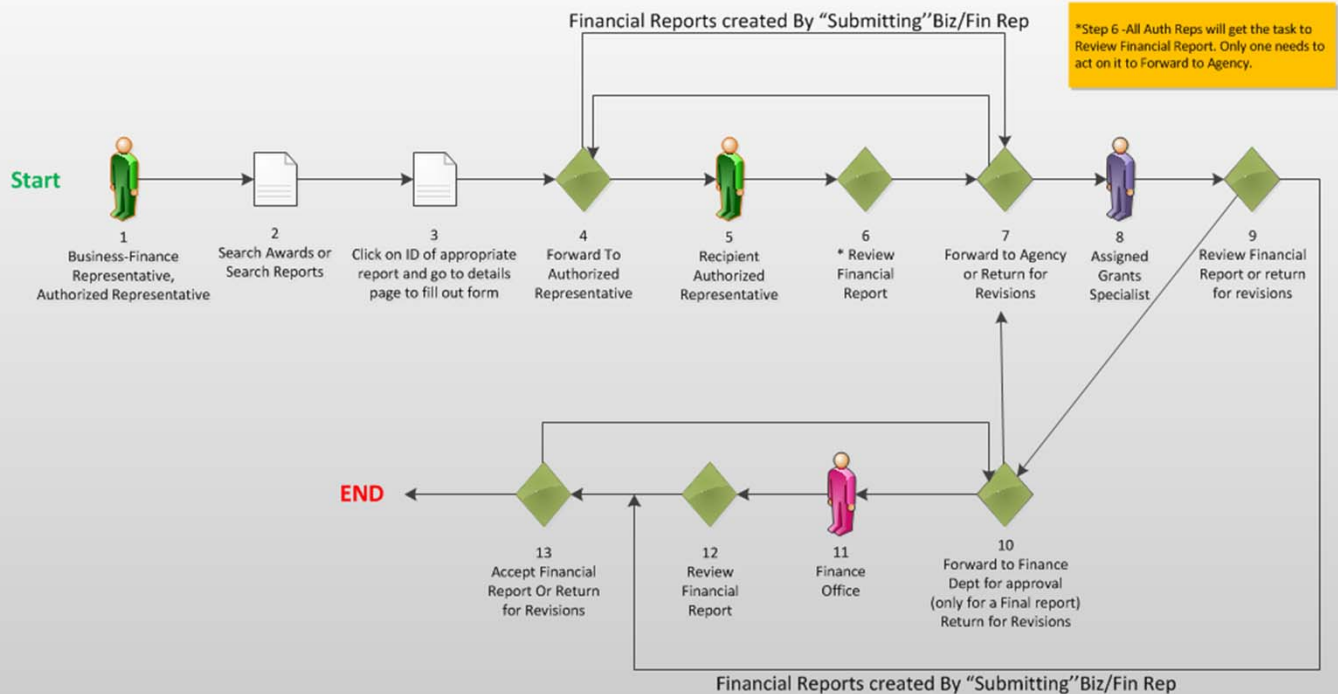 Financial Reports created By “Submitting”Biz/Fin Rep
*Step 6 -All Auth Reps will get the task to
Review Financial Report. Only one needs to
act on it to Forward to Agency.
Start
1
Business-Finance
Representative,
Authorized Representative
2
Search Awards or
Search Reports
3
Click on ID of appropriate
report and go to details
page to fill out form
4
Forward To
Authorized
Representative
5
Recipient
Authorized
Representative
6
* Review
Financial
Report
7
Forward to Agency
or Return for
Revisions
8
Assigned
Grants
Specialist
9
Review Financial
Report or return
for revisions
END
13
Accept Financial
Report Or Return
for Revisions
12
Review
Financial
Report
11
Finance
Office
10
Forward to Finance
Dept for approval
(only for a Final report)
Return for Revisions
Financial Reports created By “Submitting”Biz/Fin Rep